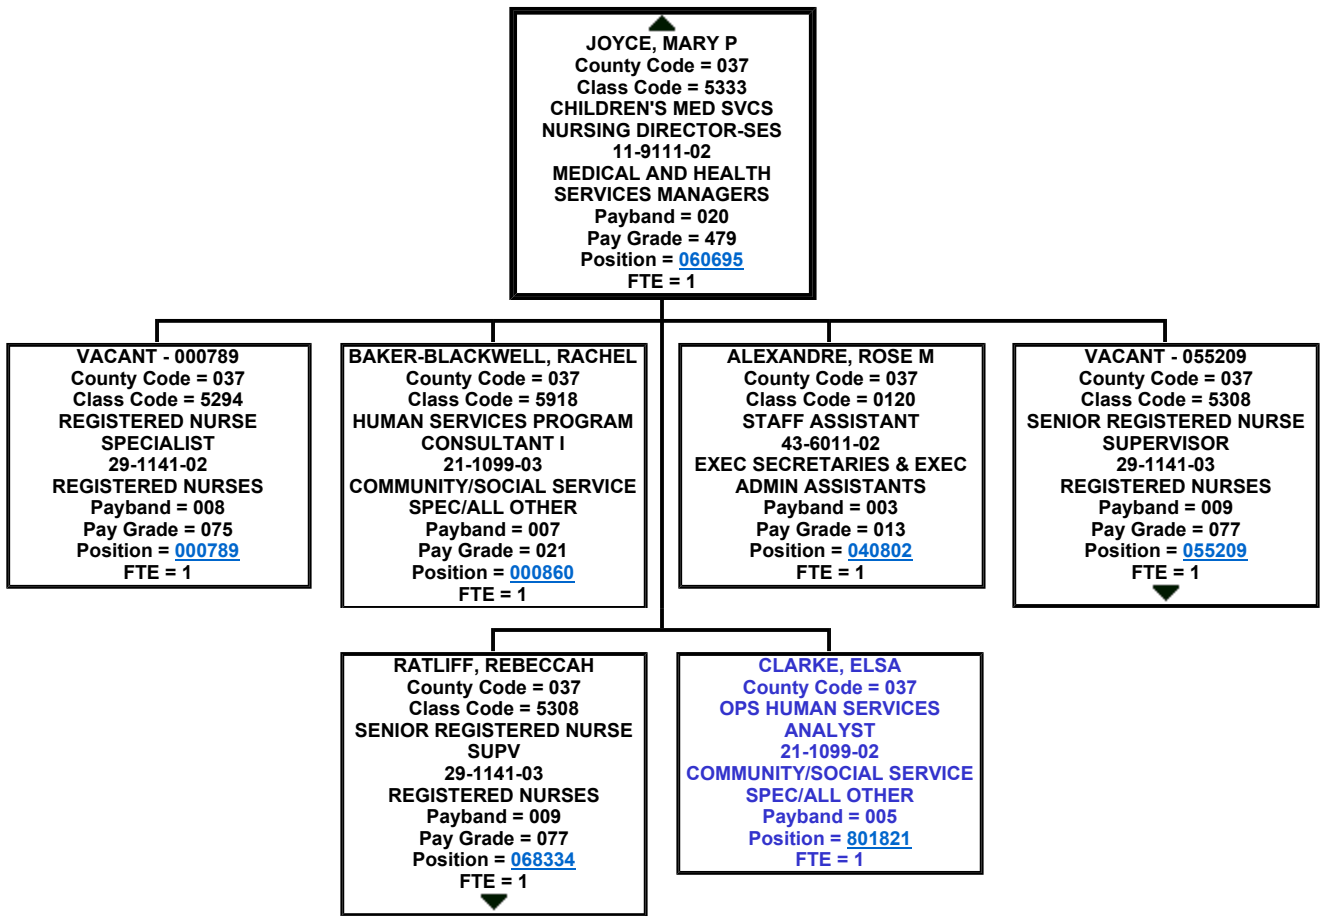 JOYCE, MARY P
County Code = 037
Class Code = 5333
CHILDREN'S MED SVCS
NURSING DIRECTOR-SES
11-9111-02
MEDICAL AND HEALTH
SERVICES MANAGERS
Payband = 020
Pay Grade = 479
Position = 060695
FTE = 1
VACANT - 000789
County Code = 037
Class Code = 5294
REGISTERED NURSE
SPECIALIST
29-1141-02
REGISTERED NURSES
Payband = 008
Pay Grade = 075
Position = 000789
FTE = 1
BAKER-BLACKWELL, RACHEL
County Code = 037
Class Code = 5918
HUMAN SERVICES PROGRAM
CONSULTANT I
21-1099-03
COMMUNITY/SOCIAL SERVICE
SPEC/ALL OTHER
Payband = 007
Pay Grade = 021
Position = 000860
FTE = 1
ALEXANDRE, ROSE M
County Code = 037
Class Code = 0120
STAFF ASSISTANT
43-6011-02
EXEC SECRETARIES & EXEC
ADMIN ASSISTANTS
Payband = 003
Pay Grade = 013
Position = 040802
FTE = 1
VACANT - 055209
County Code = 037
Class Code = 5308
SENIOR REGISTERED NURSE
SUPERVISOR
29-1141-03
REGISTERED NURSES
Payband = 009
Pay Grade = 077
Position = 055209
FTE = 1
RATLIFF, REBECCAH
County Code = 037
Class Code = 5308
SENIOR REGISTERED NURSE
SUPV
29-1141-03
REGISTERED NURSES
Payband = 009
Pay Grade = 077
Position = 068334
FTE = 1
CLARKE, ELSA
County Code = 037
OPS HUMAN SERVICES
ANALYST
21-1099-02
COMMUNITY/SOCIAL SERVICE
SPEC/ALL OTHER
Payband = 005
Position = 801821
FTE = 1